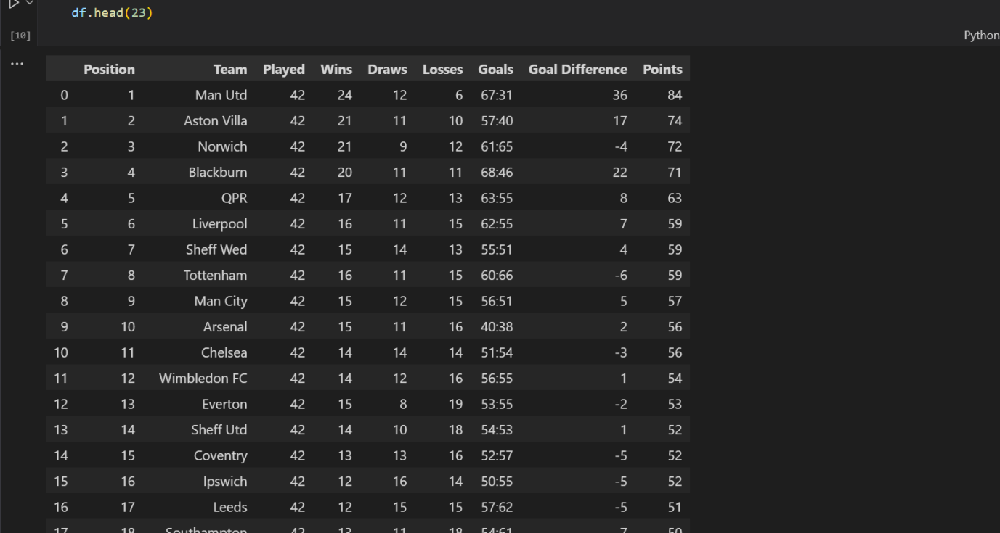 df.head(23)
[10]
Python
...
Position Team Played Wins Draws Losses Goals Goal Difference Points
0 1 Man Utd 42 24 12 6 67:31 36 84
1 2 Aston Villa 42 21 11 10 57:40 17 74
2 3 Norwich 42 21 9 12 61:65 -4 72
3 4 Blackburn 42 20 11 11 68:46 22 71
4 5 QPR 42 17 12 13 63:55 8 63
5 6 Liverpool 42 16 11 15 62:55 7 59
6 7 Sheff Wed 42 15 14 13 55:51 4 59
7 8 Tottenham 42 16 11 15 60:66 -6 59
8 9 Man City 42 15 12 15 56:51 5 57
9 10 Arsenal 42 15 11 16 40:38 2 56
10 11 Chelsea 42 14 14 14 51:54 -3 56
11 12 Wimbledon FC 42 14 12 16 56:55 1 54
12 13 Everton 42 15 8 19 53:55 -2 53
13 14 Sheff Utd 42 14 10 18 54:53 1 52
14 15 Coventry 42 13 13 16 52:57 -5 52
15 16 Ipswich 42 12 16 14 50:55 -5 52
16 17 Leeds 42 12 15 15 57:62 -5 51
17 18 Southampton 42 13 11 18 54:61 7 50